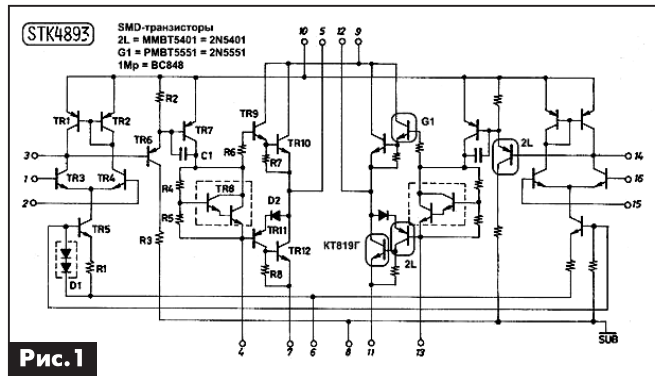 STK4893
SMD-транзисторы
2L = MMBT5401 = 2N5401
G1 = PMBT5551 = 2N5551
1Mp = BC848
10 5 12 9
TR1 TR2 R2 TR7 TR9 G1
TR6 C1 R6 R7 TR10 2L
3 14
1 TR3 TR4 R4 TR8 16
2 D2 15
R5 TR11 КТ819Г
TR5 R3 TR12 2L
R1 R8
D1
SUB
4 7 6 8 11 13
Рис.1